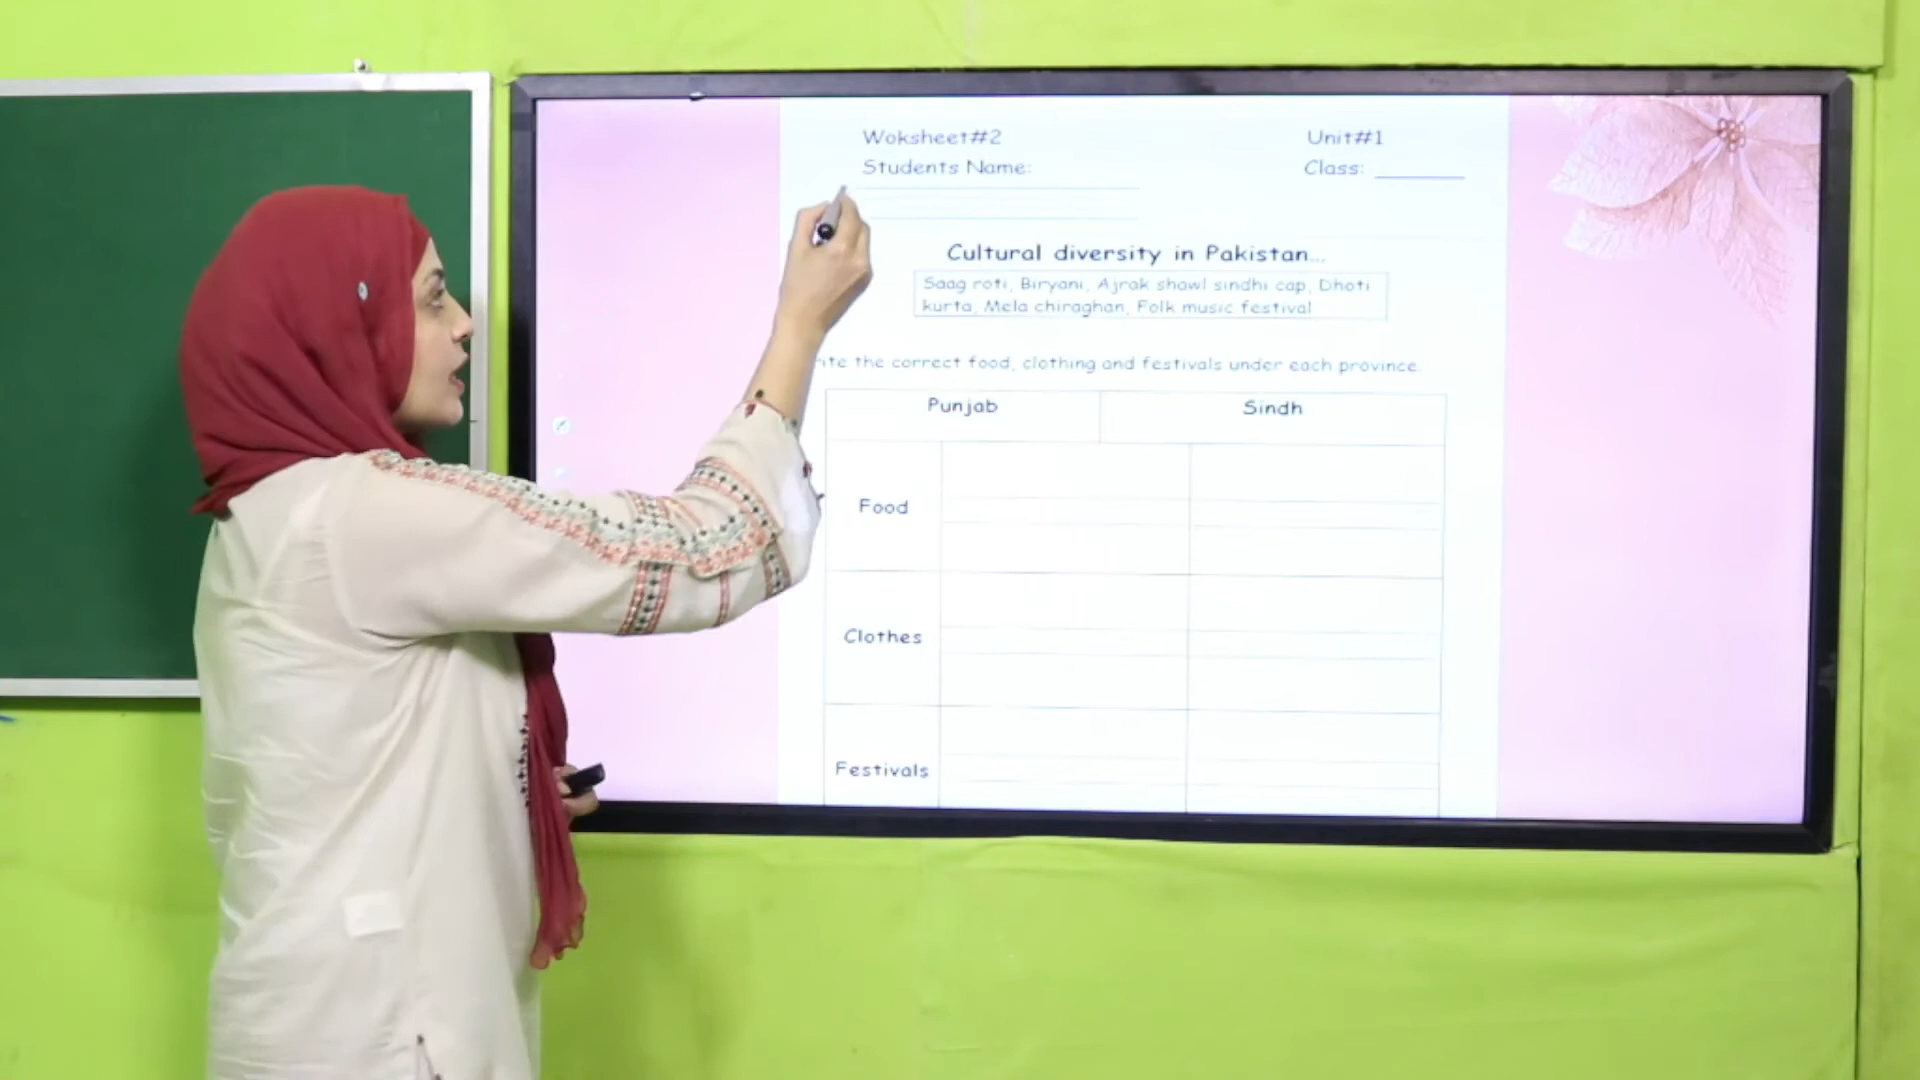 Woksheet#2
Unit#1
Students Name:
Class:
Cultural diversity in Pakistan...
Saag roti, Biryani, Ajrak shawl sindhi cap, Dhoti
kurta, Mela chiraghan, Folk music festival
the correct food, clothing and festivals under each province.
Punjab
Sindh
Food
Clothes
Festivals